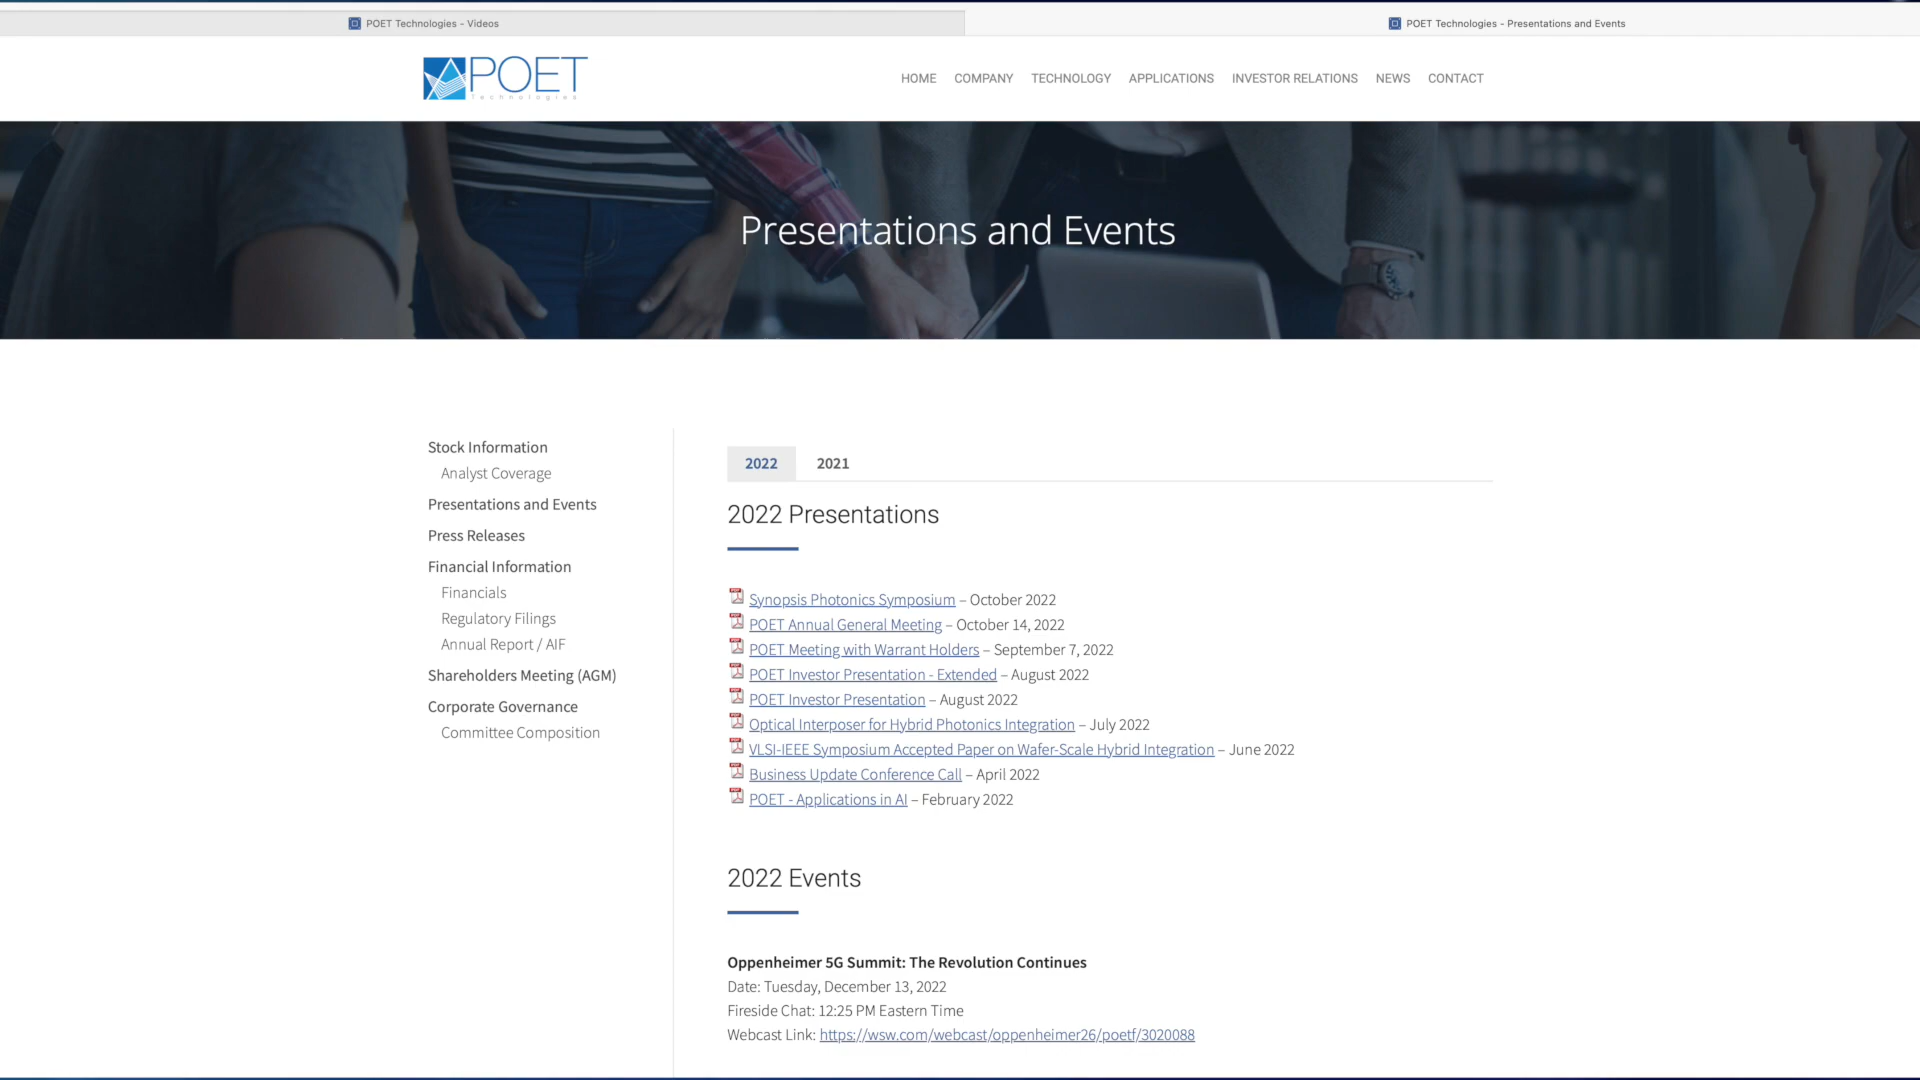 POET Technologies - Videos
POET Technologies - Presentations and Events
POET
Technologies
HOME COMPANY TECHNOLOGY APPLICATIONS INVESTOR RELATIONS NEWS CONTACT
Presentations and Events
Stock Information
Analyst Coverage
Presentations and Events
Press Releases
Financial Information
Financials
Regulatory Filings
Annual Report / AIF
Shareholders Meeting (AGM)
Corporate Governance
Committee Composition
2022 2021
2022 Presentations
Synopsis Photonics Symposium – October 2022
POET Annual General Meeting – October 14, 2022
POET Meeting with Warrant Holders – September 7, 2022
POET Investor Presentation - Extended – August 2022
POET Investor Presentation – August 2022
Optical Interposer for Hybrid Photonics Integration – July 2022
VLSI-IEEE Symposium Accepted Paper on Wafer-Scale Hybrid Integration – June 2022
Business Update Conference Call – April 2022
POET - Applications in AI – February 2022
2022 Events
Oppenheimer 5G Summit: The Revolution Continues
Date: Tuesday, December 13, 2022
Fireside Chat: 12:25 PM Eastern Time
Webcast Link: https://wsw.com/webcast/oppenheimer26/poetf/3020088